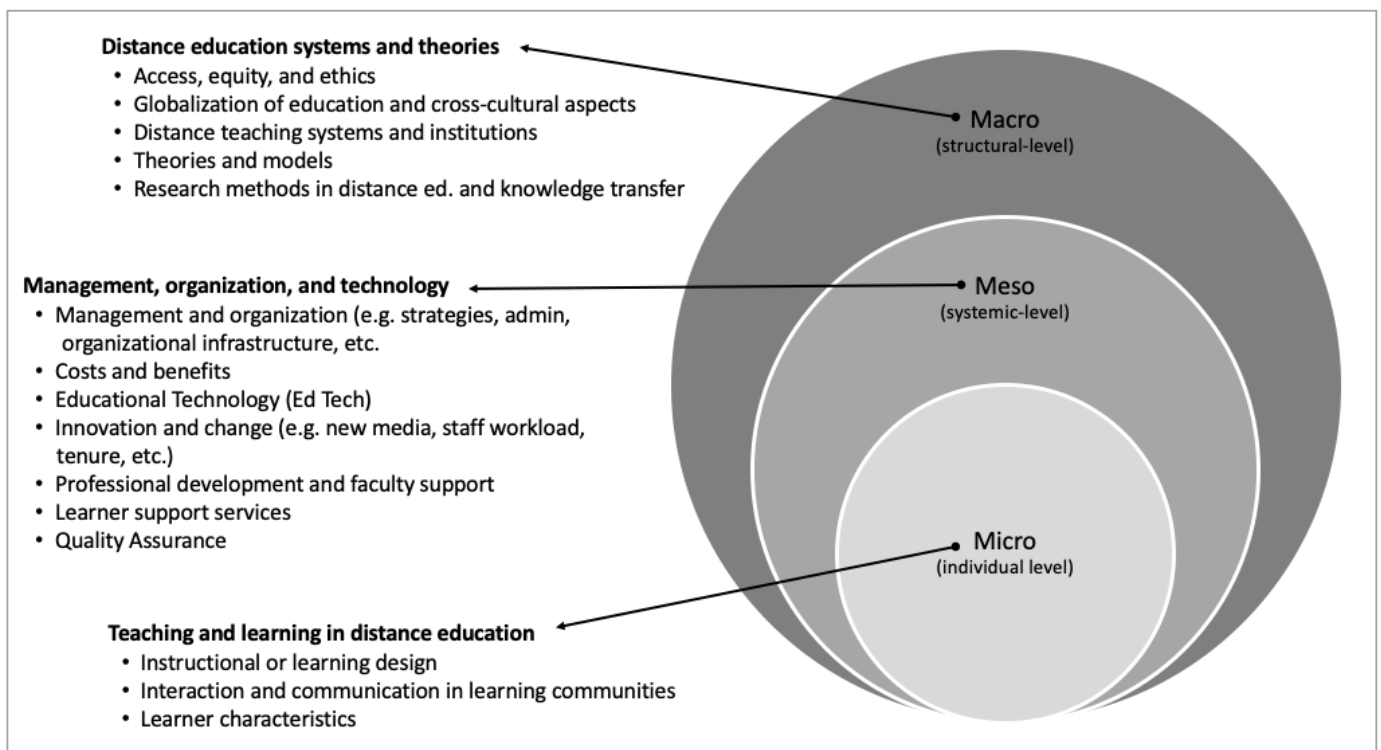 Distance education systems and theories
• Access, equity, and ethics
• Globalization of education and cross-cultural aspects
• Distance teaching systems and institutions
• Theories and models
• Research methods in distance ed. and knowledge transfer
Macro
(structural-level)
Management, organization, and technology
• Management and organization (e.g. strategies, admin,
organizational infrastructure, etc.
• Costs and benefits
• Educational Technology (Ed Tech)
• Innovation and change (e.g. new media, staff workload,
tenure, etc.)
• Professional development and faculty support
• Learner support services
• Quality Assurance
Meso
(systemic-level)
Teaching and learning in distance education
• Instructional or learning design
• Interaction and communication in learning communities
• Learner characteristics
Micro
(individual level)